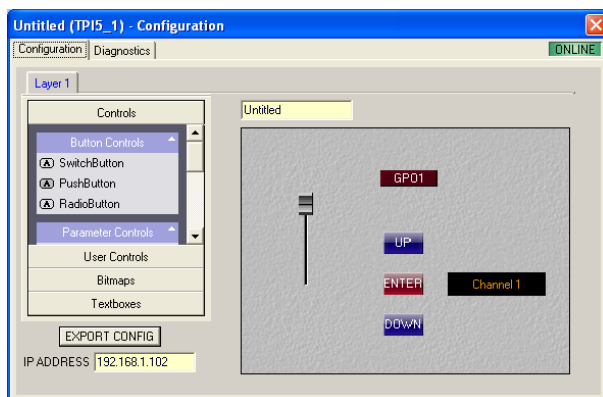 Untitled (TPI5_1) - Configuration
Configuration Diagnostics ONLINE
Layer 1
Controls
Button Controls
SwitchButton
PushButton
RadioButton
Parameter Controls
User Controls
Bitmaps
Textboxes
EXPORT CONFIG
IP ADDRESS 192.168.1.102
Untitled
GPO1
UP
ENTER Channel 1
DOWN